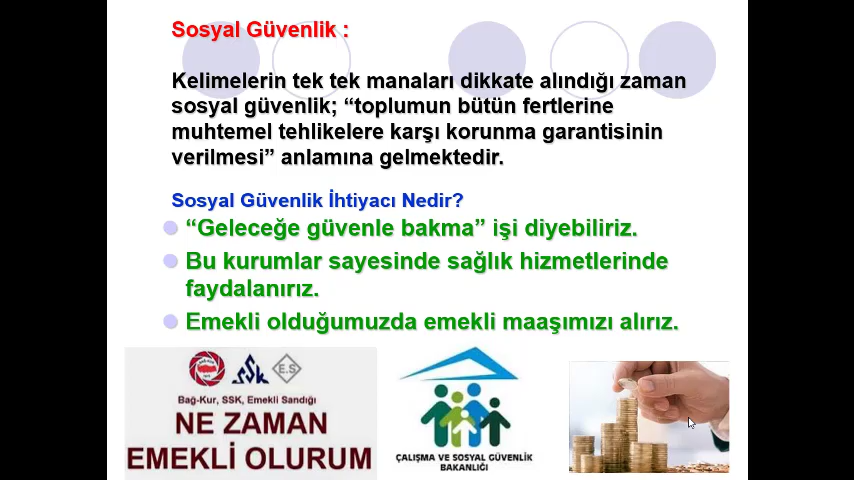 Sosyal Güvenlik :
Kelimelerin tek tek manaları dikkate alındığı zaman
sosyal güvenlik; “toplumun bütün fertlerine
muhtemel tehlikelere karşı korunma garantisinin
verilmesi” anlamına gelmektedir.
Sosyal Güvenlik İhtiyacı Nedir?
“Geleceğe güvenle bakma” işi diyebiliriz.
Bu kurumlar sayesinde sağlık hizmetlerinde
faydalanırız.
Emekli olduğumuzda emekli maaşımızı alırız.
SSK
E.S
Bağ-Kur, SSK, Emekli Sandığı
NE ZAMAN
EMEKLİ OLURUM
ÇALIŞMA VE SOSYAL GÜVENLİK
BAKANLIĞI